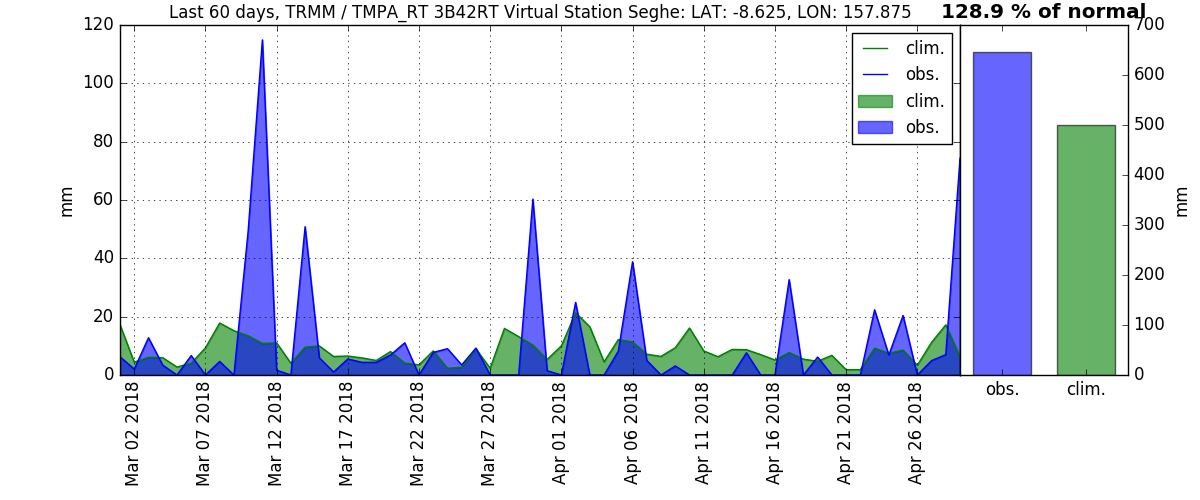 Last 60 days, TRMM / TMPA_RT 3B42RT Virtual Station Seghe: LAT: -8.625, LON: 157.875
128.9 % of normal
120
100
80
60
40
20
0
mm
clim.
obs.
clim.
obs.
700
600
500
400
300
200
100
0
mm
Mar 02 2018
Mar 07 2018
Mar 12 2018
Mar 17 2018
Mar 22 2018
Mar 27 2018
Apr 01 2018
Apr 06 2018
Apr 11 2018
Apr 16 2018
Apr 21 2018
Apr 26 2018
obs.
clim.